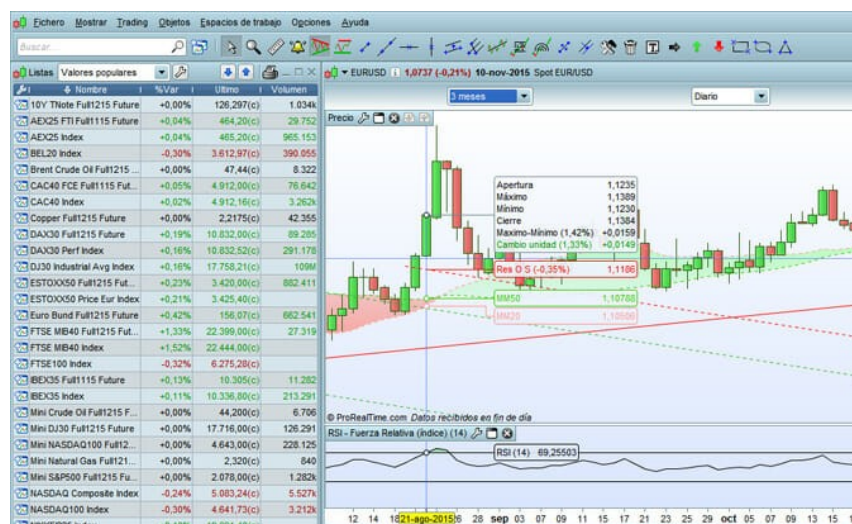 Fichero Mostrar Trading Objetos Espacios de trabajo Opciones Ayuda
Buscar...
Listas Valores populares
EURUSD 1,0737 (-0,21%) 10-nov-2015 Spot EUR/USD
3 meses Diario
Nombre %Var Ultimo Volumen
10Y TNote Full1215 Future +0,00% 126,297(c) 1.034k
AEX25 FTI Full1115 Future +0,04% 464,20(c) 29.752
AEX25 Index +0,04% 465,20(c) 965.153
BEL20 Index -0,30% 3.612,97(c) 390.055
Brent Crude Oil Full1215 ... +0,00% 47,44(c) 8.322
CAC40 FCE Full1115 Fut... +0,05% 4.912,00(c) 76.642
CAC40 Index +0,02% 4.912,16(c) 3.262k
Copper Full1215 Future +0,00% 2,2175(c) 42.355
DAX30 Full1215 Future +0,19% 10.832,00(c) 89.285
DAX30 Perf Index +0,16% 10.832,52(c) 291.178
DJ30 Industrial Avg Index +0,16% 17.758,21(c) 109M
ESTOXX50 Full1215 Fut... +0,23% 3.420,00(c) 882.411
ESTOXX50 Price Eur Index +0,21% 3.425,40(c)
Euro Bund Full1215 Future +0,42% 156,07(c) 662.541
FTSE MIB40 Full1215 Fut... +1,33% 22.399,00(c) 27.319
FTSE MIB40 Index +1,52% 22.444,00(c)
FTSE100 Index -0,32% 6.275,28(c)
IBEX35 Full1115 Future +0,13% 10.305(c) 11.282
IBEX35 Index +0,11% 10.336,80(c) 213.291
Mini Crude Oil Full1215 F... +0,00% 44,200(c) 6.706
Mini DJ30 Full1215 Future +0,00% 17.716,00(c) 126.291
Mini NASDAQ100 Full12... +0,00% 4.643,00(c) 228.125
Mini Natural Gas Full121... +0,00% 2,320(c) 840
Mini S&P500 Full1215 Fu... +0,00% 2.078,00(c) 1.282k
NASDAQ Composite Index -0,24% 5.083,24(c) 5.527k
NASDAQ100 Index -0,30% 4.641,73(c) 3.212k
Precio
Apertura 1,1235
Máximo 1,1389
Mínimo 1,1230
Cierre 1,1384
Maximo-Mínimo (1,42%) +0,0159
Cambio unidad (1,33%) +0,0149
Res O S (-0,35%) 1,1186
MM50 1,10788
MM20 1,10506
© ProRealTime.com Datos recibidos en fin de día
RSI - Fuerza Relativa (índice) (14)
RSI (14) 69,25503
12 14 18 21-ago-2015 26 28 sep 03 07 09 11 15 17 21 23 25 29 oct 05 07 09 13 15